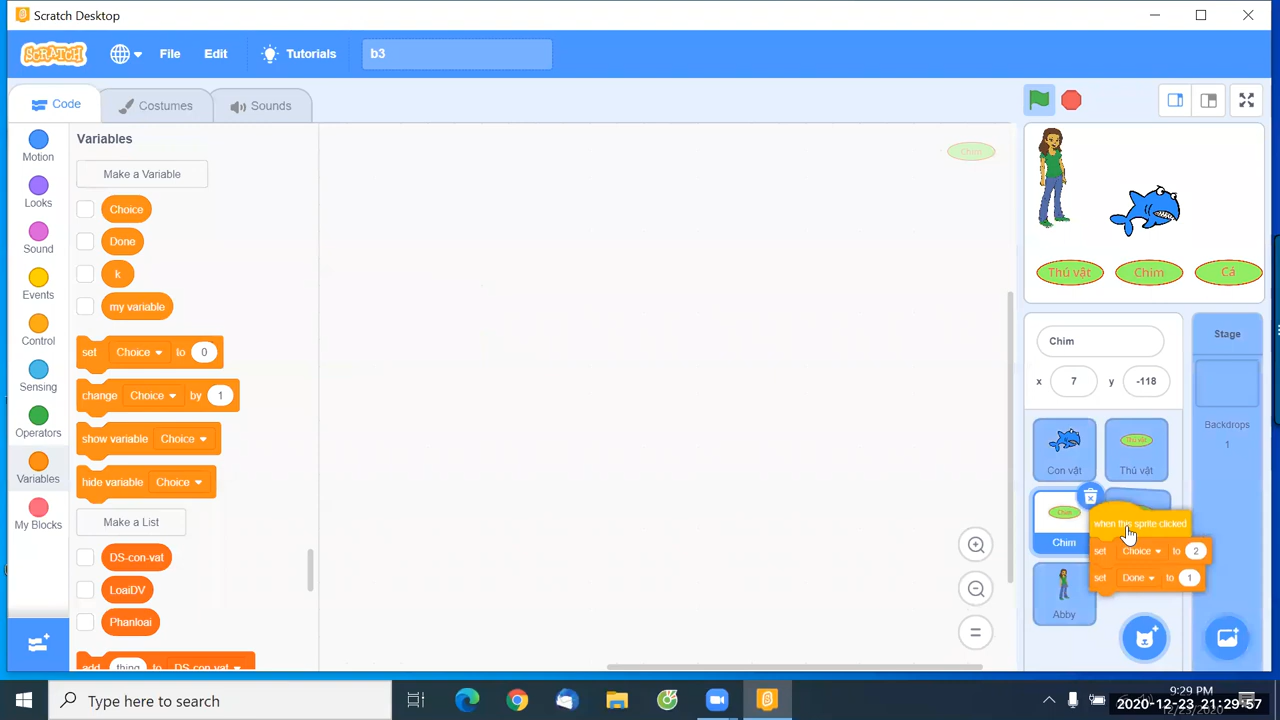 Scratch Desktop
SCRATCH
File
Edit
Tutorials
b3
Code
Costumes
Sounds
Motion
Looks
Sound
Events
Control
Sensing
Operators
Variables
My Blocks
Variables
Make a Variable
Choice
Done
k
my variable
set Choice to 0
change Choice by 1
show variable Choice
hide variable Choice
Make a List
DS-con-vat
LoaiDV
Phanloai
add thing to DS-con-vat
Chim
Thú vật
Chim
Cá
Chim
x 7 y -118
Con vật
Thú vật
Chim
Abby
when this sprite clicked
set Choice to 2
set Done to 1
Stage
Backdrops
1
Type here to search
9:29 PM
2020-12-23 21:29:57